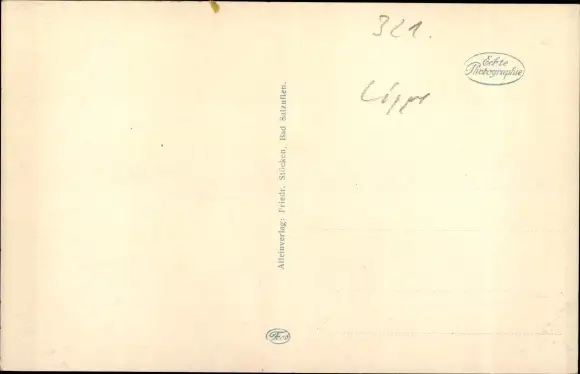 321.
Echte
Photographie
Lippe
Alleinverlag: Friedr. Stöcken, Bad Salzuflen.